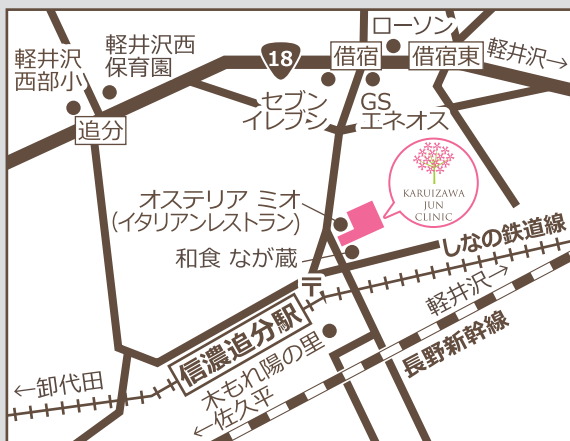 ローソン
軽井沢西
保育園
18
借宿
借宿東
軽井沢→
軽井沢
西部小
セブン
イレブン
GS
エネオス
追分
KARUIZAWA
JUN
CLINIC
オステリア ミオ
(イタリアンレストラン)
和食 なが蔵
しなの鉄道線
〒
軽井沢→
信濃追分駅
長野新幹線
木もれ陽の里
←卸代田
←佐久平